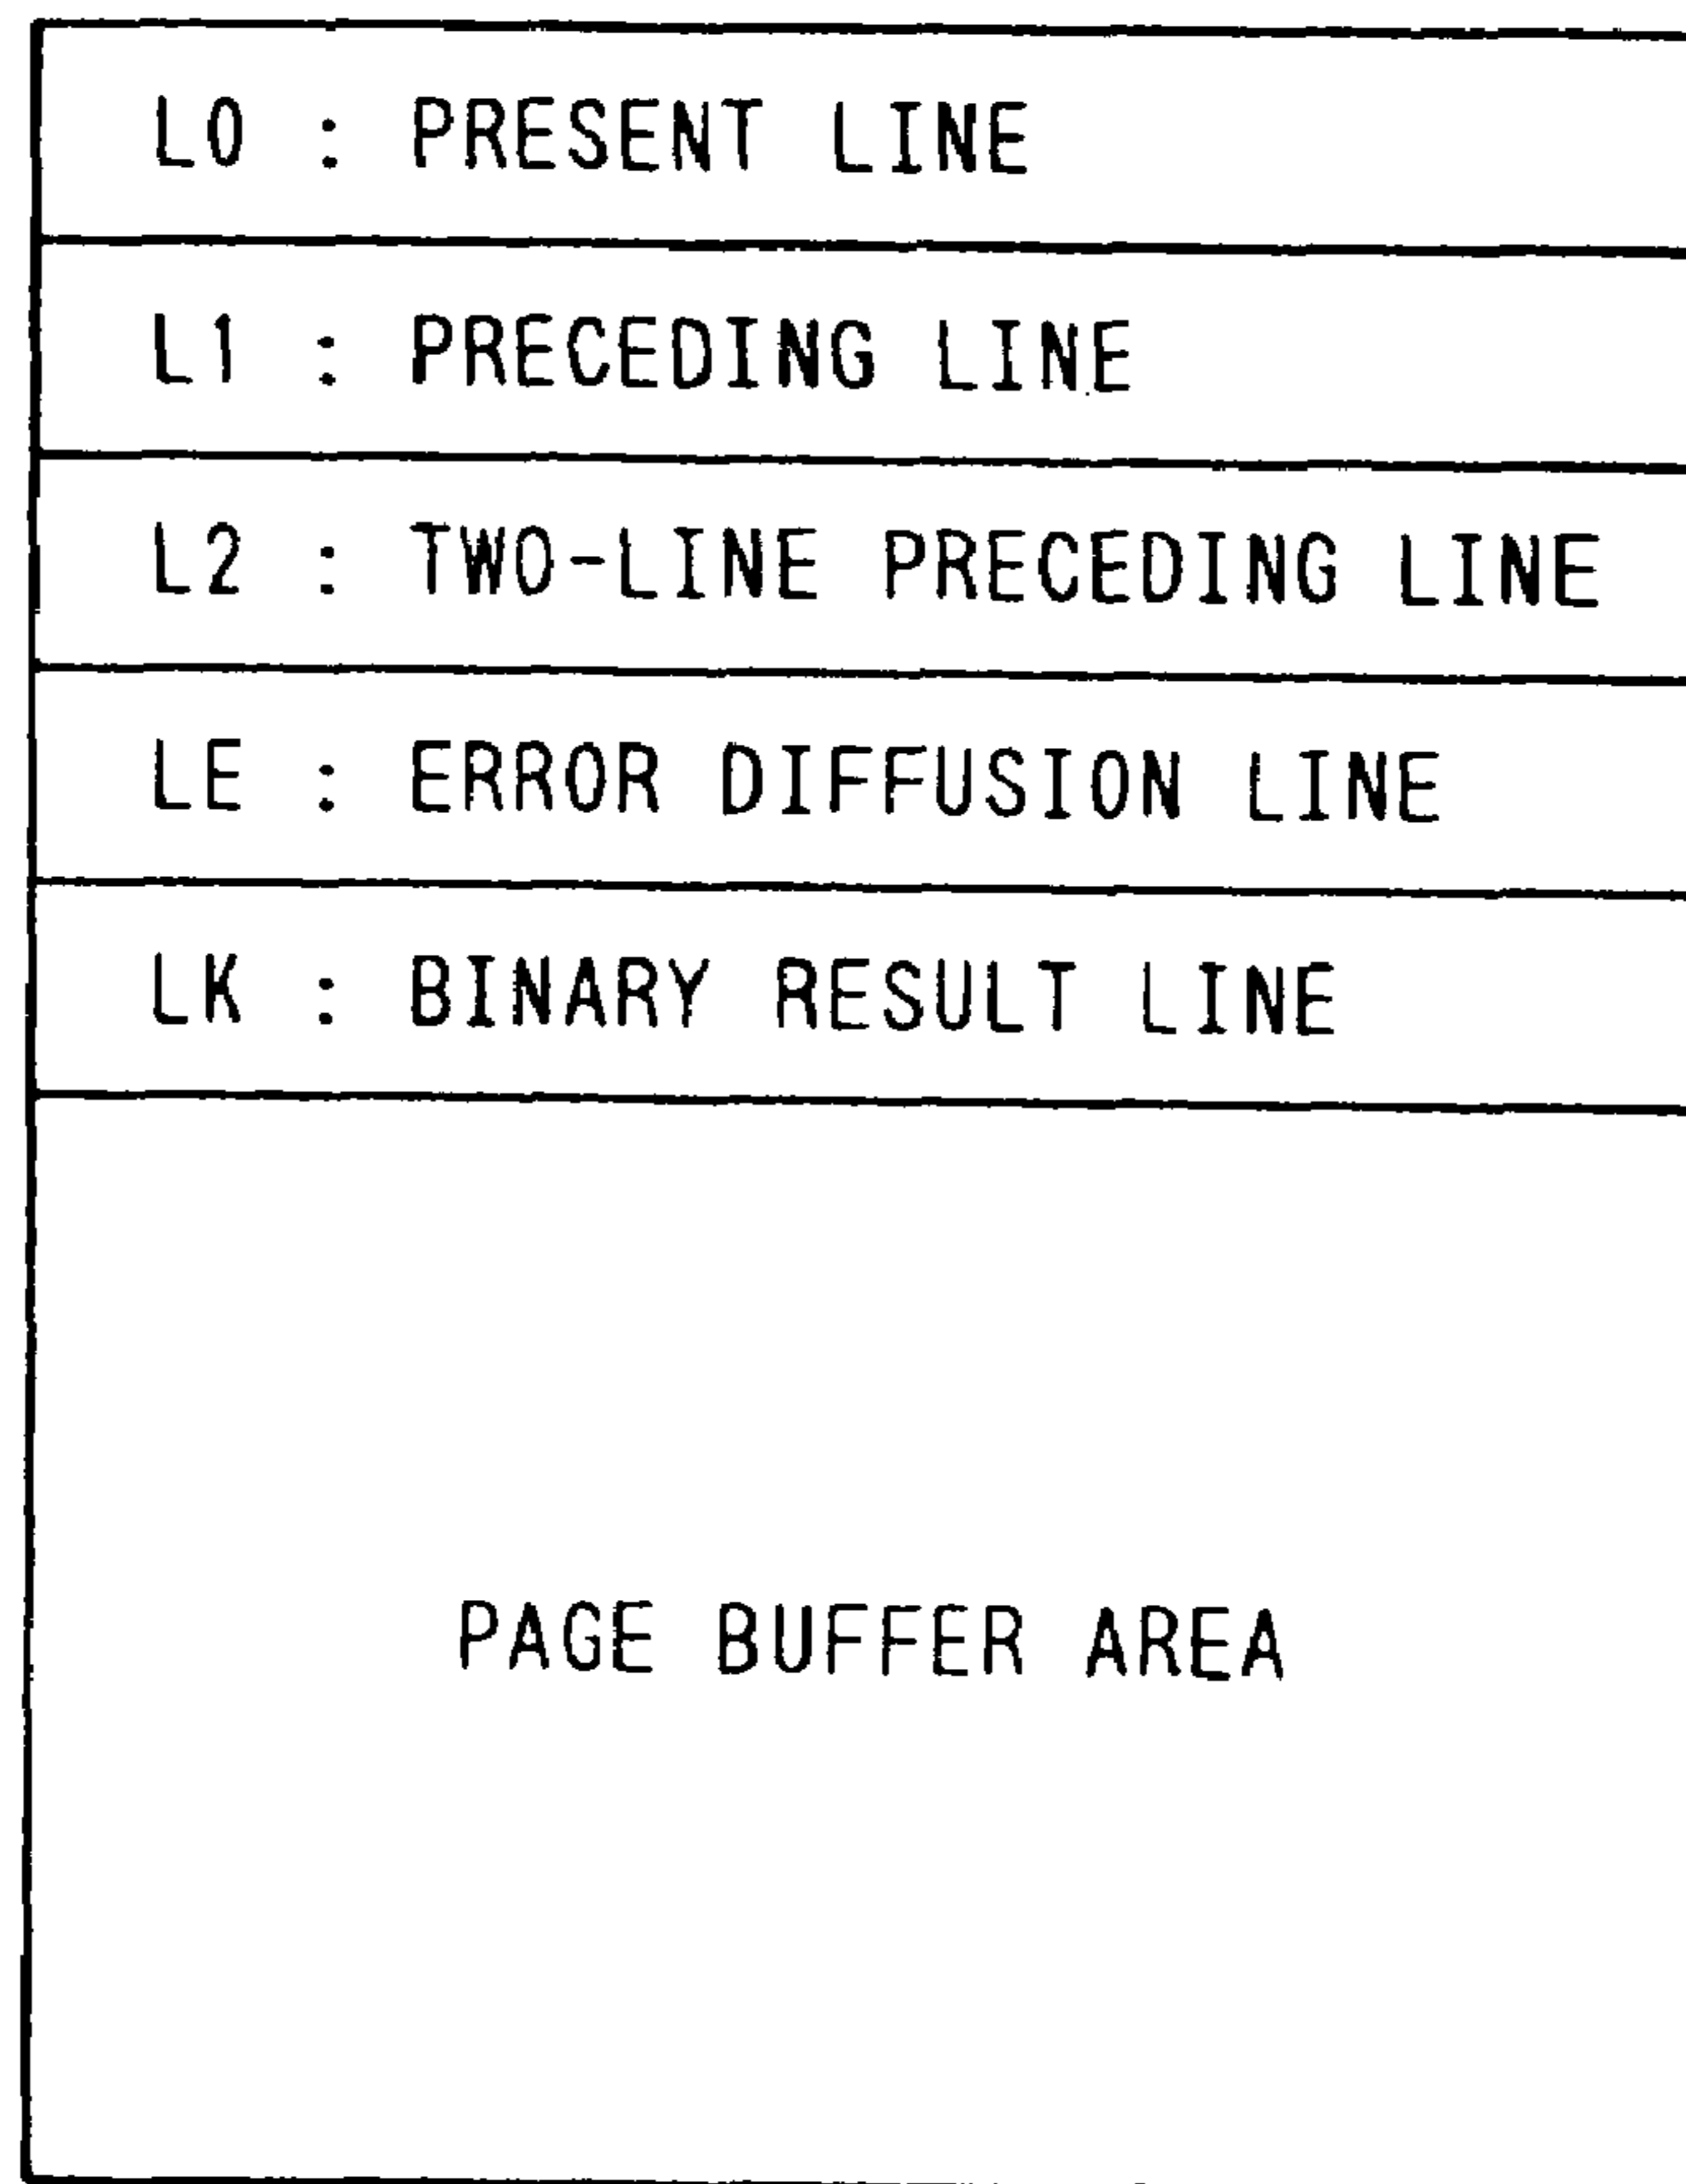 L0 : PRESENT LINE
L1 : PRECEDING LINE
L2 : TWO-LINE PRECEDING LINE
LE : ERROR DIFFUSION LINE
LK : BINARY RESULT LINE
PAGE BUFFER AREA